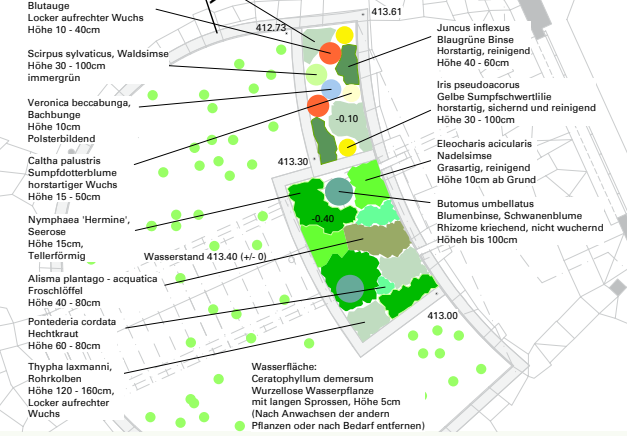 Blutauge
Locker aufrechter Wuchs
Höhe 10 - 40cm
Scirpus sylvaticus, Waldsimse
Höhe 30 - 100cm
immergrün
Veronica beccabunga,
Bachbunge
Höhe 10cm
Polsterbildend
Caltha palustris
Sumpfdotterblume
horstartiger Wuchs
Höhe 15 - 50cm
Nymphaea 'Hermine',
Seerose
Höhe 15cm,
Tellerförmig
Wasserstand 413.40 (+/- 0)
Alisma plantago - acquatica
Froschlöffel
Höhe 40 - 80cm
Pontederia cordata
Hechtkraut
Höhe 60 - 80cm
Thypha laxmanni,
Rohrkolben
Höhe 120 - 160cm,
Locker aufrechter
Wuchs
413.61
412.73
-0.10
413.30
-0.40
413.00
Juncus inflexus
Blaugrüne Binse
Horstartig, reinigend
Höhe 40 - 60cm
Iris pseudoacorus
Gelbe Sumpfschwertlilie
horstartig, sichernd und reinigend
Höhe 30 - 100cm
Eleocharis acicularis
Nadelsimse
Grasartig, reinigend
Höhe 10cm ab Grund
Butomus umbellatus
Blumenbinse, Schwanenblume
Rhizome kriechend, nicht wuchernd
Höheh bis 100cm
Wasserfläche:
Ceratophyllum demersum
Wurzellose Wasserpflanze
mit langen Sprossen, Höhe 5cm
(Nach Anwachsen der andern
Pflanzen oder nach Bedarf entfernen)